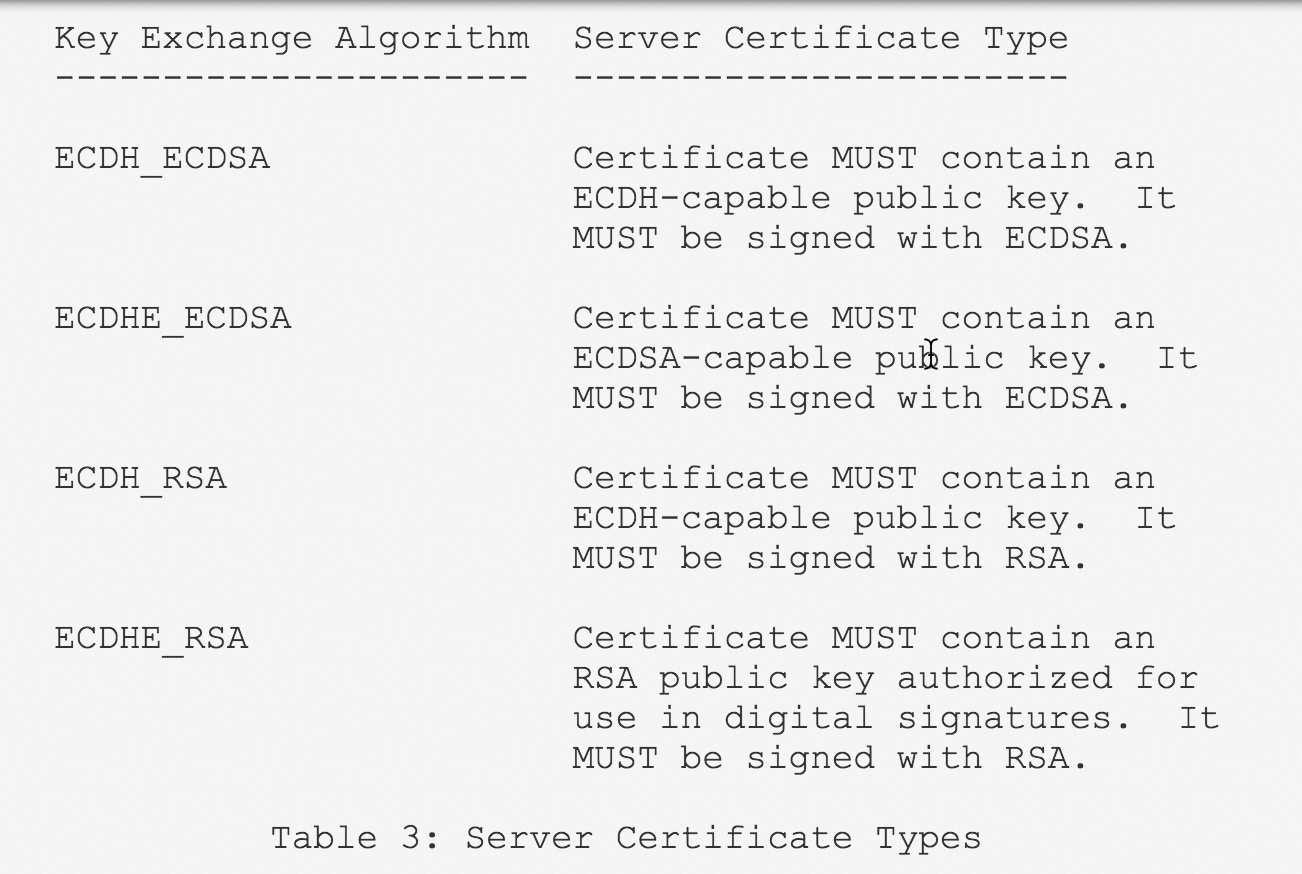 Key Exchange Algorithm  Server Certificate Type
----------------------  -----------------------
ECDH_ECDSA              Certificate MUST contain an
                        ECDH-capable public key.  It
                        MUST be signed with ECDSA.
ECDHE_ECDSA             Certificate MUST contain an
                        ECDSA-capable public key.  It
                        MUST be signed with ECDSA.
ECDH_RSA                Certificate MUST contain an
                        ECDH-capable public key.  It
                        MUST be signed with RSA.
ECDHE_RSA               Certificate MUST contain an
                        RSA public key authorized for
                        use in digital signatures.  It
                        MUST be signed with RSA.
          Table 3: Server Certificate Types